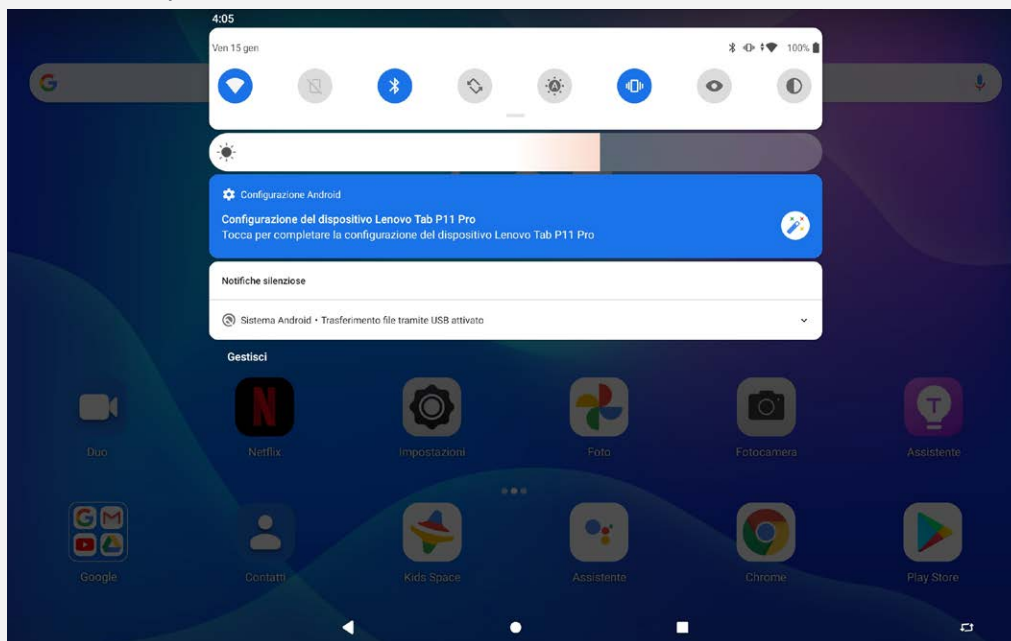 4:05
Ven 15 gen
100%
Configurazione Android
Configurazione del dispositivo Lenovo Tab P11 Pro
Tocca per completare la configurazione del dispositivo Lenovo Tab P11 Pro
Notifiche silenziose
Sistema Android • Trasferimento file tramite USB attivato
Gestisci
Duo
Netflix
Impostazioni
Foto
Fotocamera
Assistente
Google
Contatti
Kids Space
Assistente
Chrome
Play Store